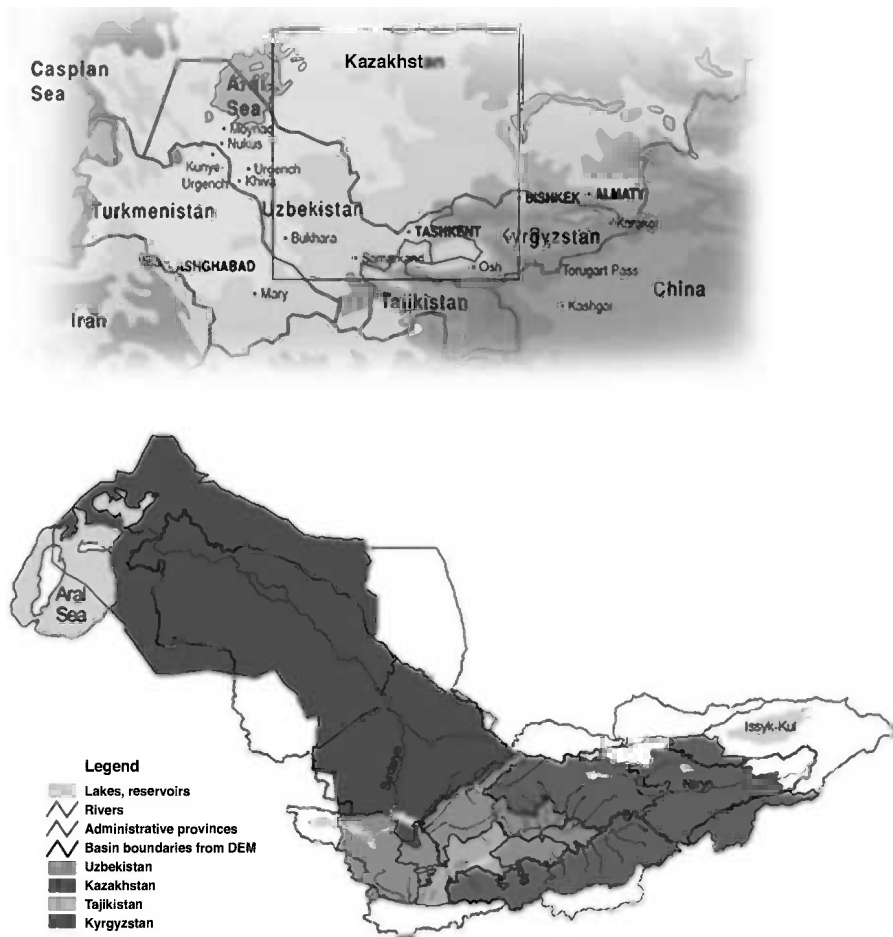 Kazakhstan
Caspian
Sea
Aral
Sea
Moynaq
Nukus
Kunye-
Urgench
Urgench
Khiva
Turkmenistan
Uzbekistan
BISHKEK
ALMATY
TASHKENT
Kyrgyzstan
Karakol
Bukhara
Samarkand
Osh
Torugart Pass
ASHGHABAD
Mary
Tajikistan
Kashgar
China
Iran
Aral
Sea
Issyk-Kul
Naryn
Legend
Lakes, reservoirs
Rivers
Administrative provinces
Basin boundaries from DEM
Uzbekistan
Kazakhstan
Tajikistan
Kyrgyzstan